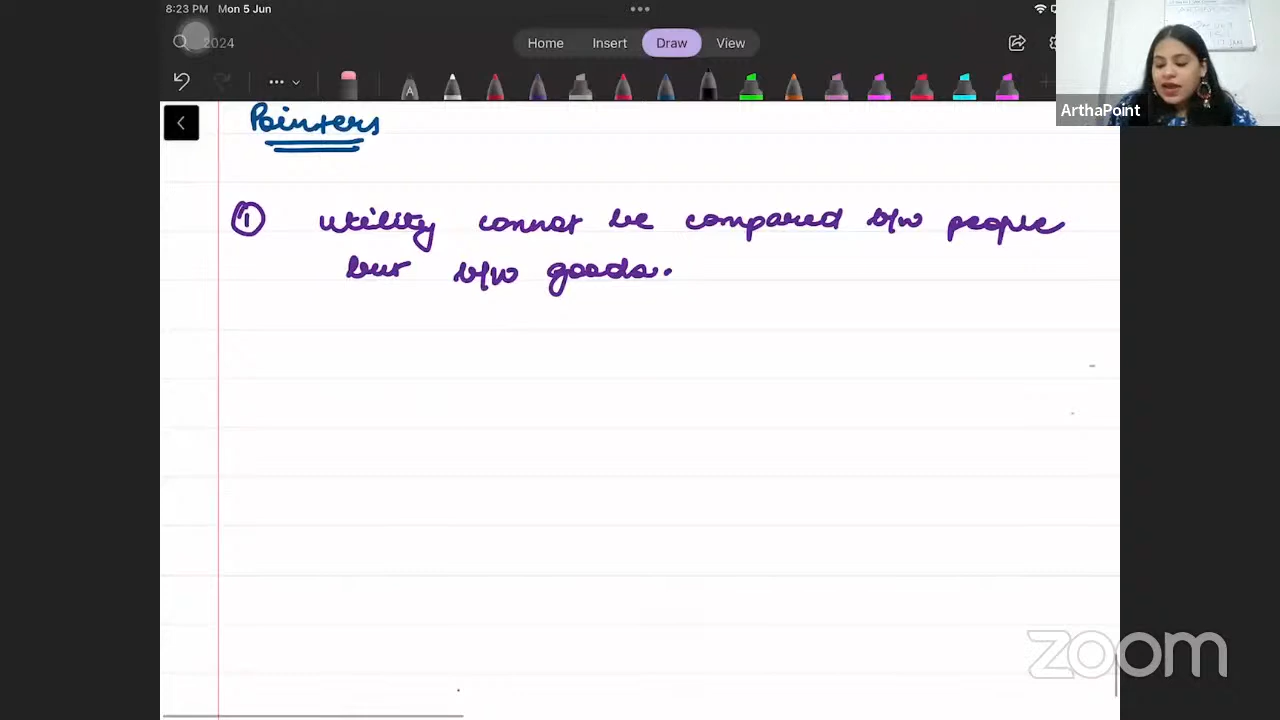 8:23 PM Mon 5 Jun
2024
Home Insert Draw View
ArthaPoint
Pointers
① utility cannot be compared b/w people
but b/w goods.
zoom